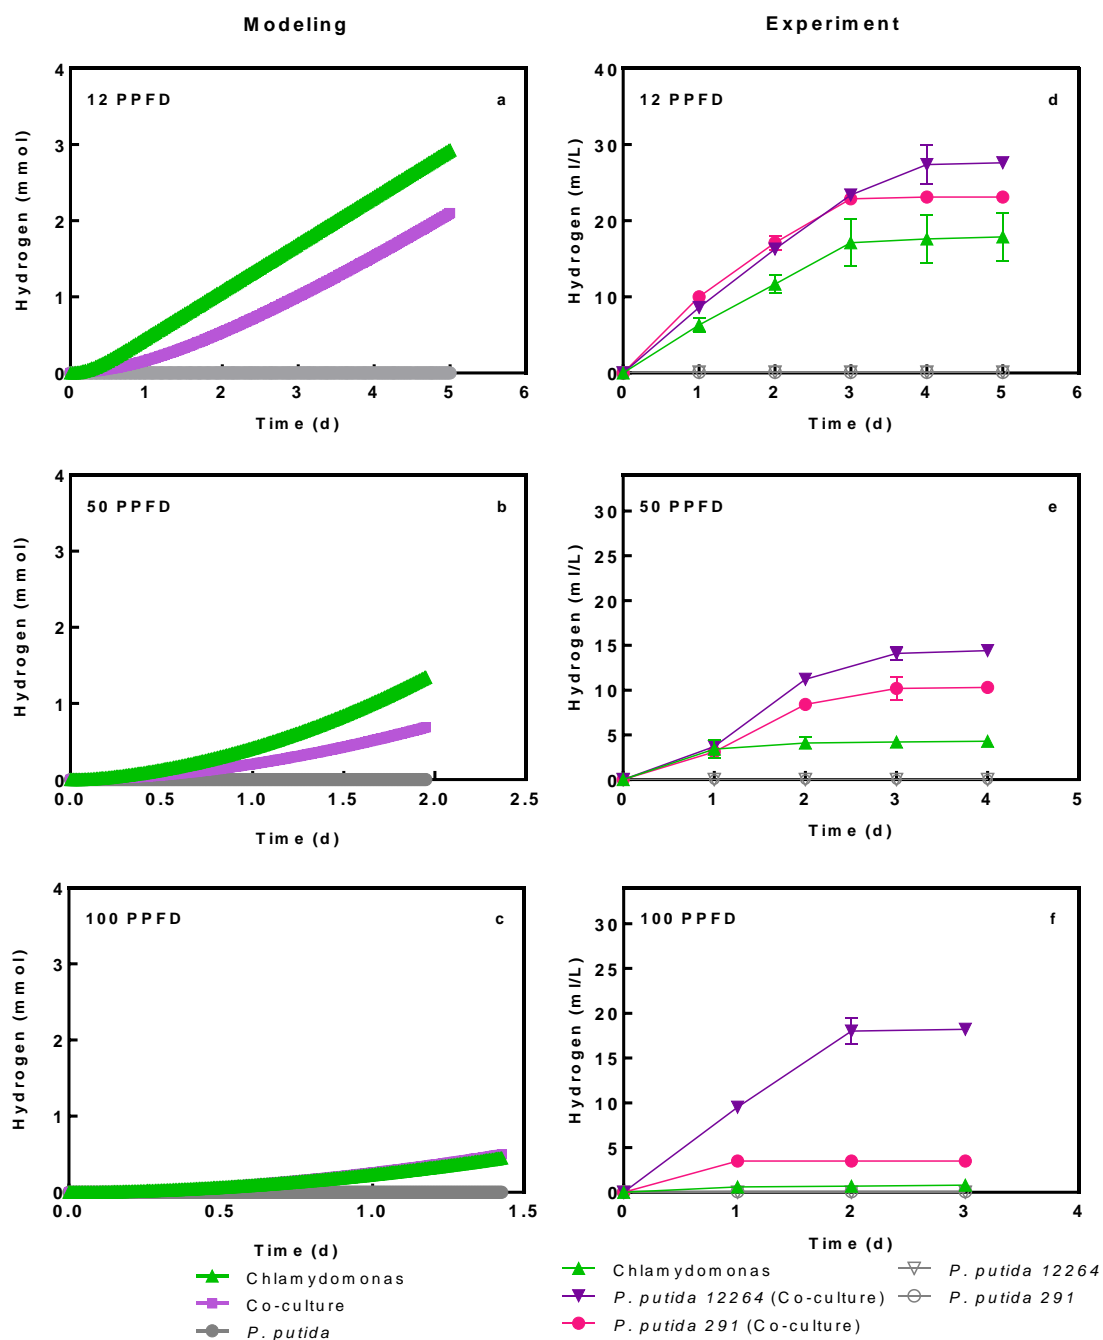 Modeling
Experiment
4
3
2
1
0
12 PPFD
a
Hydrogen (mmol)
0 1 2 3 4 5 6
Time (d)
40
30
20
10
0
12 PPFD
d
Hydrogen (ml/L)
0 1 2 3 4 5 6
Time (d)
4
3
2
1
0
50 PPFD
b
Hydrogen (mmol)
0.0 0.5 1.0 1.5 2.0 2.5
Time (d)
30
25
20
15
10
5
0
50 PPFD
e
Hydrogen (ml/L)
0 1 2 3 4 5
Time (d)
4
3
2
1
0
100 PPFD
c
Hydrogen (mmol)
0.0 0.5 1.0 1.5
Time (d)
30
25
20
15
10
5
0
100 PPFD
f
Hydrogen (ml/L)
0 1 2 3 4
Time (d)
Chlamydomonas
Co-culture
P. putida
Chlamydomonas
P. putida 12264 (Co-culture)
P. putida 291 (Co-culture)
P. putida 12264
P. putida 291